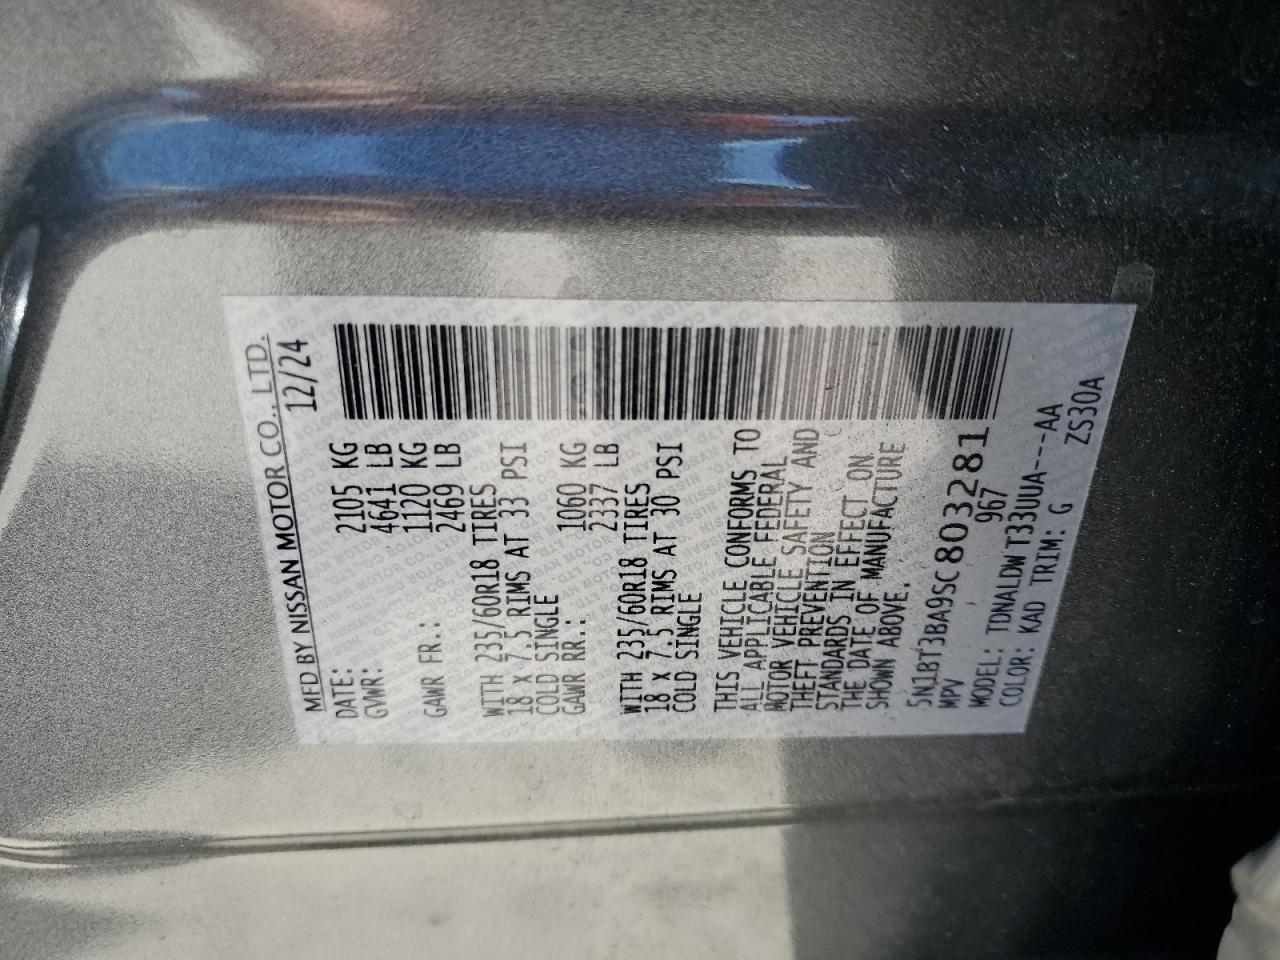 MFD BY NISSAN MOTOR CO., LTD.
DATE: 12/24
GVWR: 2105 KG
4641 LB
GAWR FR.: 1120 KG
2469 LB
WITH 235/60R18 TIRES
18 X 7.5 RIMS AT 33 PSI
COLD SINGLE
GAWR RR.: 1060 KG
2337 LB
WITH 235/60R18 TIRES
18 X 7.5 RIMS AT 30 PSI
COLD SINGLE
THIS VEHICLE CONFORMS TO
ALL APPLICABLE FEDERAL
MOTOR VEHICLE SAFETY AND
THEFT PREVENTION
STANDARDS IN EFFECT ON
THE DATE OF MANUFACTURE
SHOWN ABOVE.
5N1BT3BA9SC803281
MPV 967
MODEL: TDNALDW T33UUA---AA
COLOR: KAD TRIM: G ZS30A